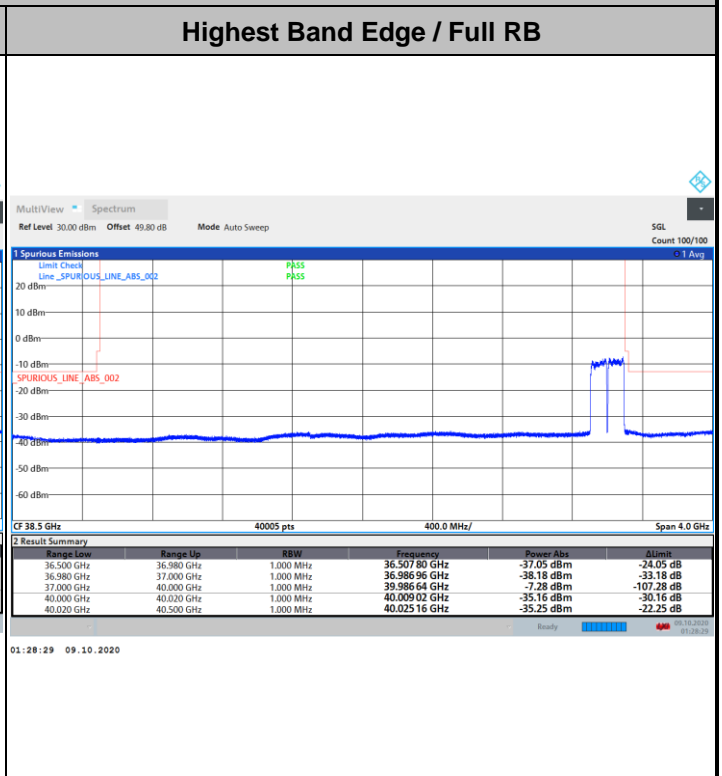 Highest Band Edge / Full RB
MultiView Spectrum
Ref Level 30.00 dBm Offset 49.80 dB Mode Auto Sweep SGL
Count 100/100
1 Spurious Emissions 1 Avg
Limit Check PASS
Line _SPURIOUS_LINE_ABS_002 PASS
20 dBm
10 dBm
0 dBm
-10 dBm
_SPURIOUS_LINE_ABS_002
-20 dBm
-30 dBm
-40 dBm
-50 dBm
-60 dBm
CF 38.5 GHz 40005 pts 400.0 MHz/ Span 4.0 GHz
2 Result Summary
Range Low Range Up RBW Frequency Power Abs ΔLimit
36.500 GHz 36.980 GHz 1.000 MHz 36.507 80 GHz -37.05 dBm -24.05 dB
36.980 GHz 37.000 GHz 1.000 MHz 36.986 96 GHz -38.18 dBm -33.18 dB
37.000 GHz 40.000 GHz 1.000 MHz 39.986 64 GHz -7.28 dBm -107.28 dB
40.000 GHz 40.020 GHz 1.000 MHz 40.009 02 GHz -35.16 dBm -30.16 dB
40.020 GHz 40.500 GHz 1.000 MHz 40.025 16 GHz -35.25 dBm -22.25 dB
Ready 09.10.2020
01:28:29
01:28:29 09.10.2020